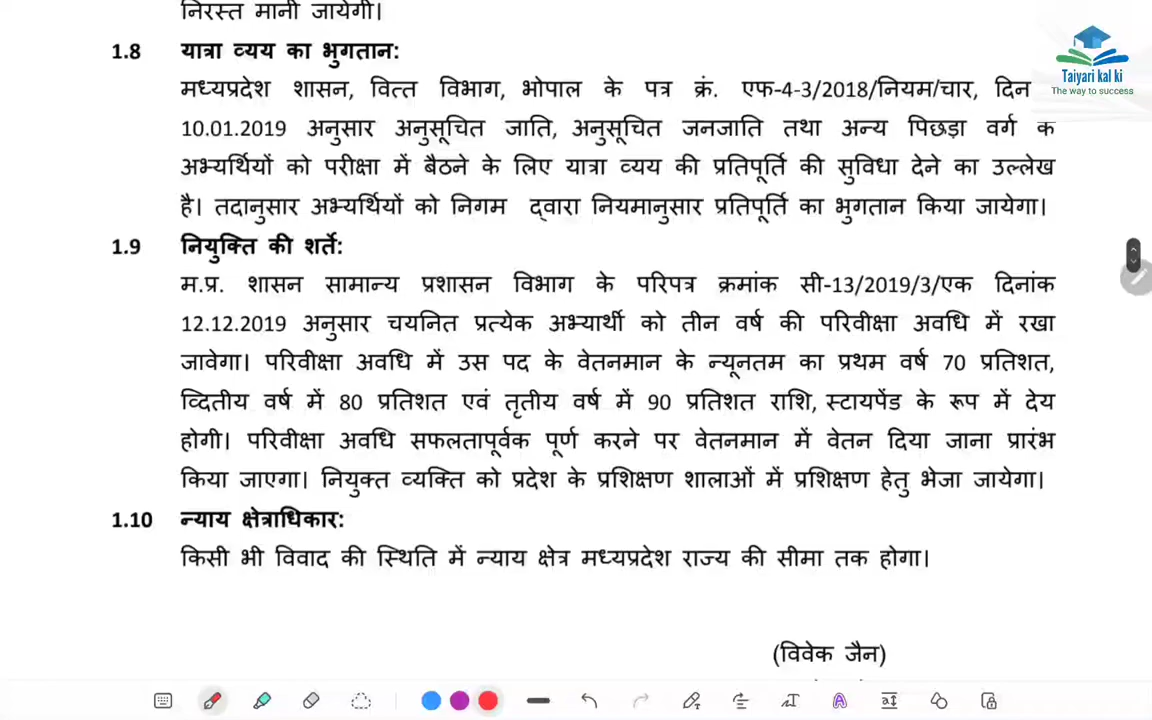 निरस्त मानी जायेगी।
1.8 यात्रा व्यय का भुगतान:
मध्यप्रदेश शासन, वित्त विभाग, भोपाल के पत्र क्रं. एफ-4-3/2018/नियम/चार, दिन
10.01.2019 अनुसार अनुसूचित जाति, अनुसूचित जनजाति तथा अन्य पिछड़ा वर्ग
अभ्यर्थियों को परीक्षा में बैठने के लिए यात्रा व्यय की प्रतिपूर्ति की सुविधा देने का उल्लेख
है। तदानुसार अभ्यर्थियों को निगम द्वारा नियमानुसार प्रतिपूर्ति का भुगतान किया जायेगा।
1.9 नियुक्ति की शर्ते:
म.प्र. शासन सामान्य प्रशासन विभाग के परिपत्र क्रमांक सी-13/2019/3/एक दिनांक
12.12.2019 अनुसार चयनित प्रत्येक अभ्यार्थी को तीन वर्ष की परिवीक्षा अवधि में रखा
जावेगा। परिवीक्षा अवधि में उस पद के वेतनमान के न्यूनतम का प्रथम वर्ष 70 प्रतिशत,
व्दितीय वर्ष में 80 प्रतिशत एवं तृतीय वर्ष में 90 प्रतिशत राशि, स्टायपेंड के रूप में देय
होगी। परिवीक्षा अवधि सफलतापूर्वक पूर्ण करने पर वेतनमान में वेतन दिया जाना प्रारंभ
किया जाएगा। नियुक्त व्यक्ति को प्रदेश के प्रशिक्षण शालाओं में प्रशिक्षण हेतु भेजा जायेगा।
1.10 न्याय क्षेत्राधिकार:
किसी भी विवाद की स्थिति में न्याय क्षेत्र मध्यप्रदेश राज्य की सीमा तक होगा।
(विवेक जैन)
Taiyari kal ki
The way to success